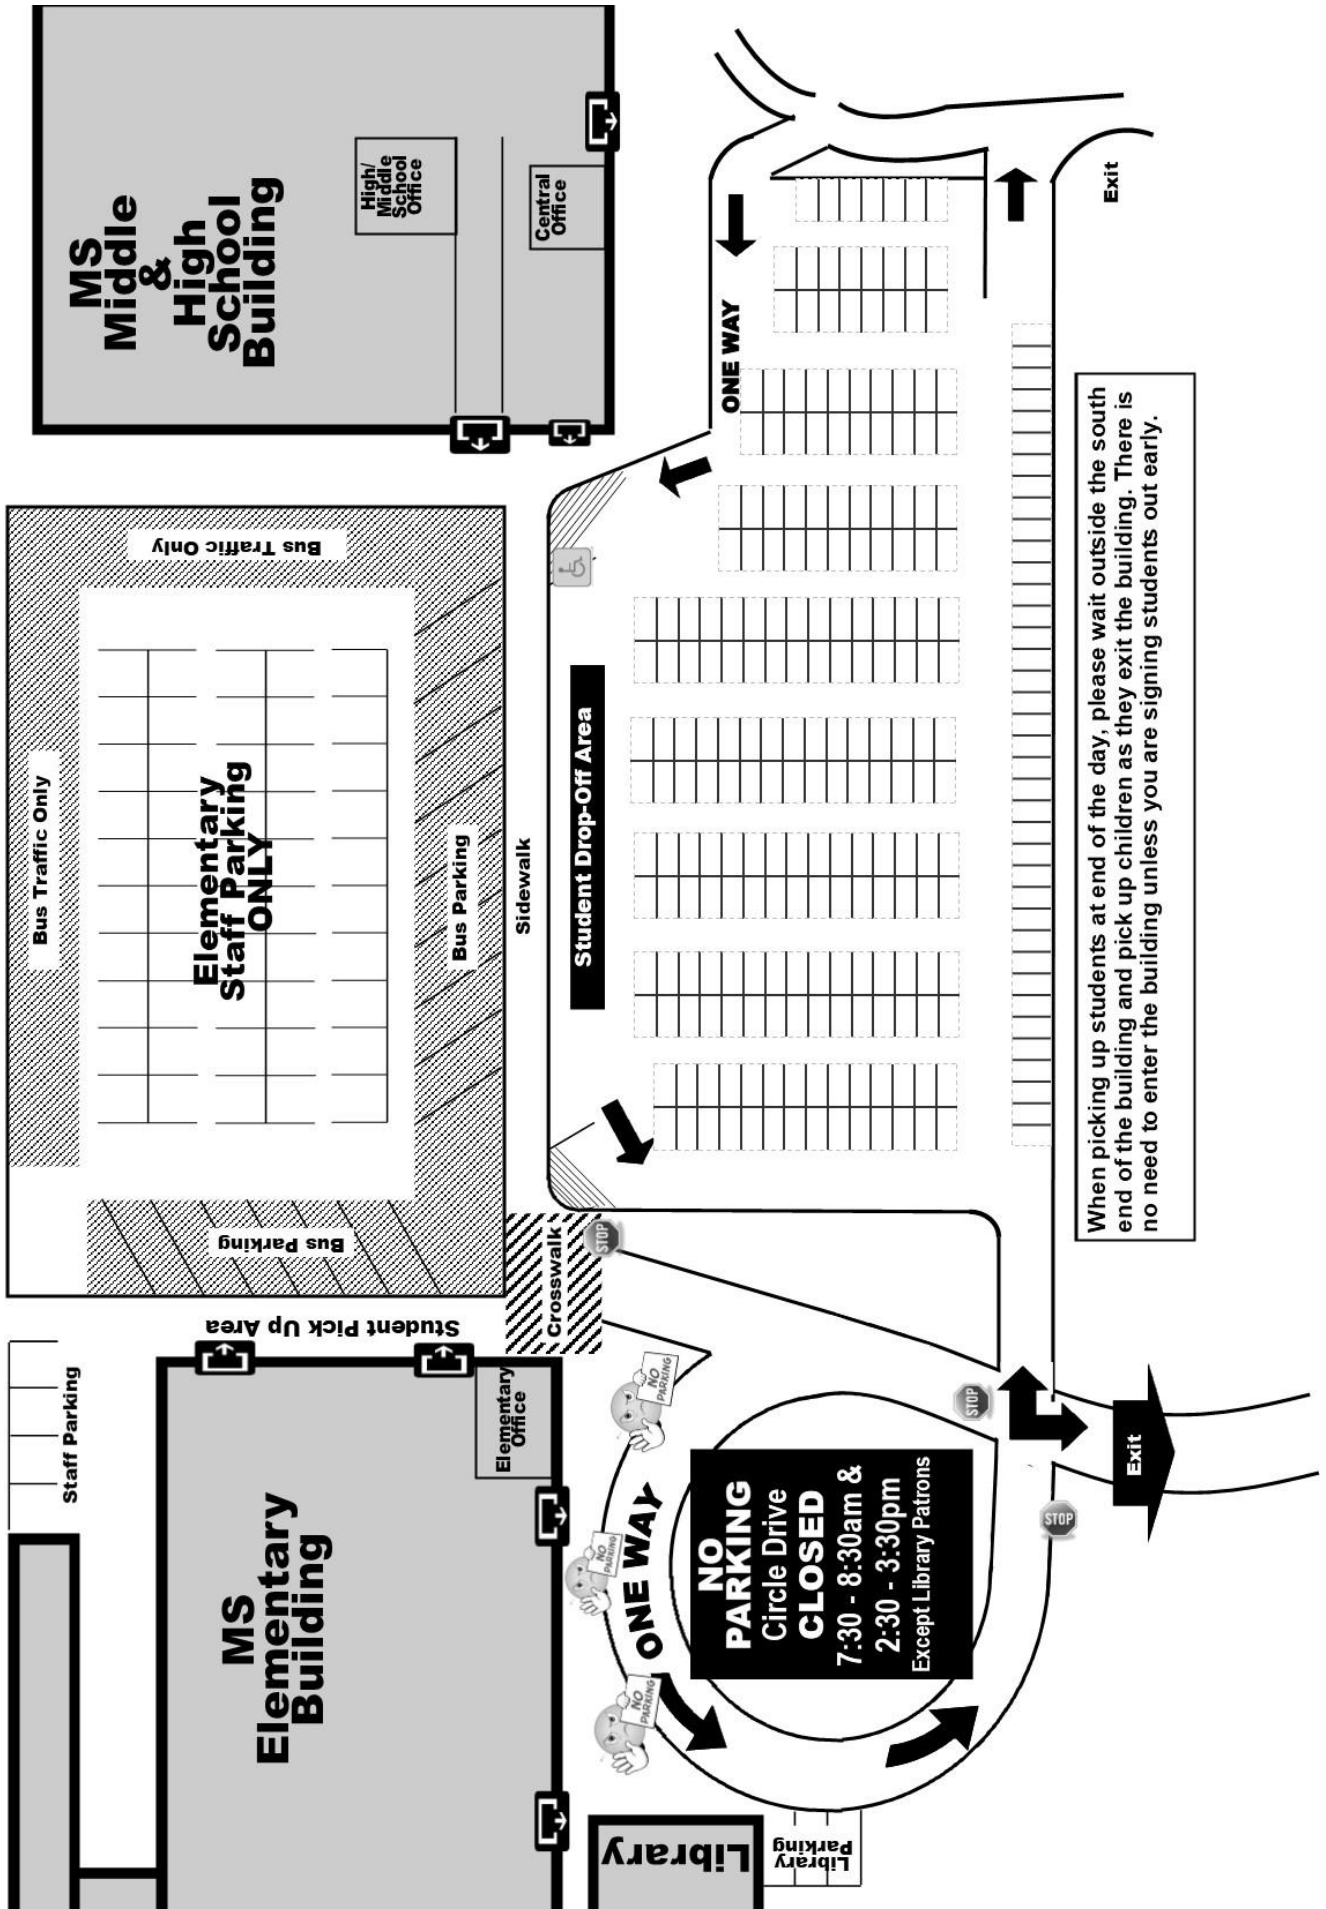 MS
Middle
&
High
School
Building
High/
Middle
School
Office
Central
Office
Bus Traffic Only
Bus Traffic Only
Elementary
Staff Parking
ONLY
Bus Parking
Bus Parking
Sidewalk
Student Drop-Off Area
ONE WAY
Exit
When picking up students at end of the day, please wait outside the south
end of the building and pick up children as they exit the building. There is
no need to enter the building unless you are signing students out early.
Crosswalk
STOP
Student Pick Up Area
Staff Parking
MS
Elementary
Building
Elementary
Office
NO
PARKING
NO
PARKING
NO
PARKING
ONE WAY
NO
PARKING
Circle Drive
CLOSED
7:30 - 8:30am &
2:30 - 3:30pm
Except Library Patrons
STOP
STOP
Exit
Library
Library
Parking